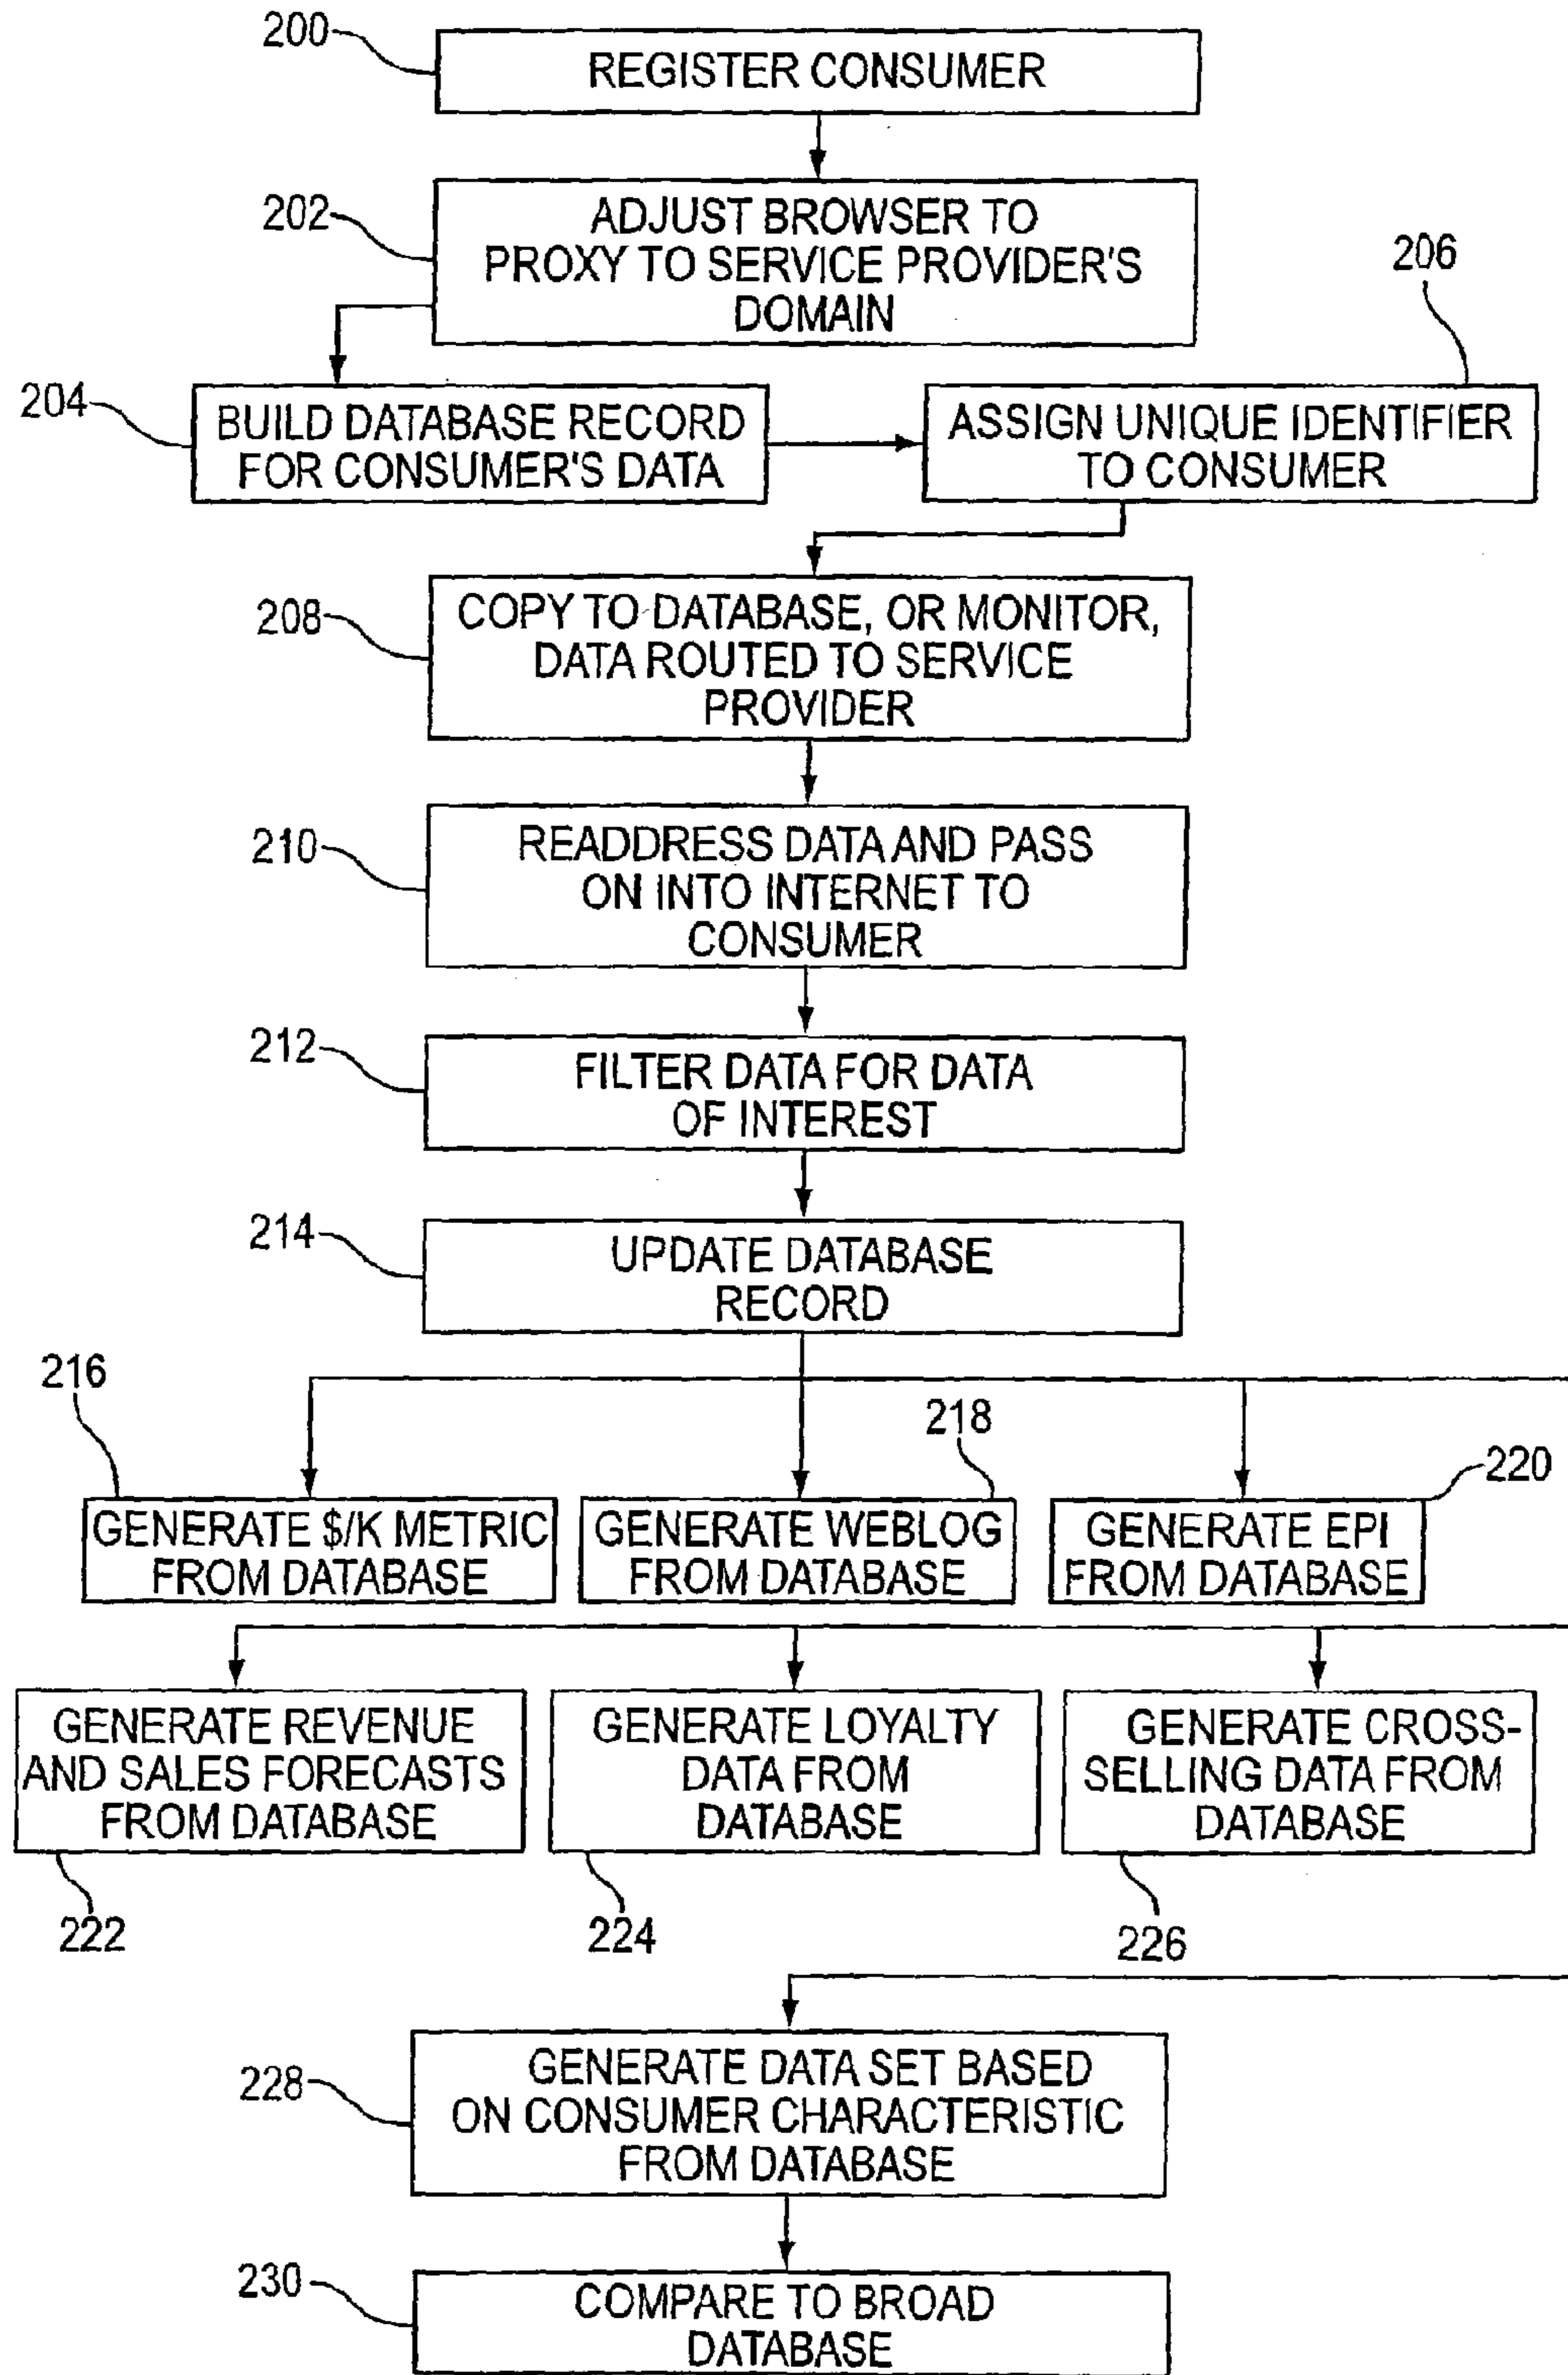 200
REGISTER CONSUMER
202
ADJUST BROWSER TO
PROXY TO SERVICE PROVIDER'S
DOMAIN
206
204
BUILD DATABASE RECORD
FOR CONSUMER'S DATA
ASSIGN UNIQUE IDENTIFIER
TO CONSUMER
208
COPY TO DATABASE, OR MONITOR,
DATA ROUTED TO SERVICE
PROVIDER
210
READDRESS DATA AND PASS
ON INTO INTERNET TO
CONSUMER
212
FILTER DATA FOR DATA
OF INTEREST
214
UPDATE DATABASE
RECORD
216
218
220
GENERATE $/K METRIC
FROM DATABASE
GENERATE WEBLOG
FROM DATABASE
GENERATE EPI
FROM DATABASE
GENERATE REVENUE
AND SALES FORECASTS
FROM DATABASE
GENERATE LOYALTY
DATA FROM
DATABASE
GENERATE CROSS-
SELLING DATA FROM
DATABASE
222
224
226
228
GENERATE DATA SET BASED
ON CONSUMER CHARACTERISTIC
FROM DATABASE
230
COMPARE TO BROAD
DATABASE